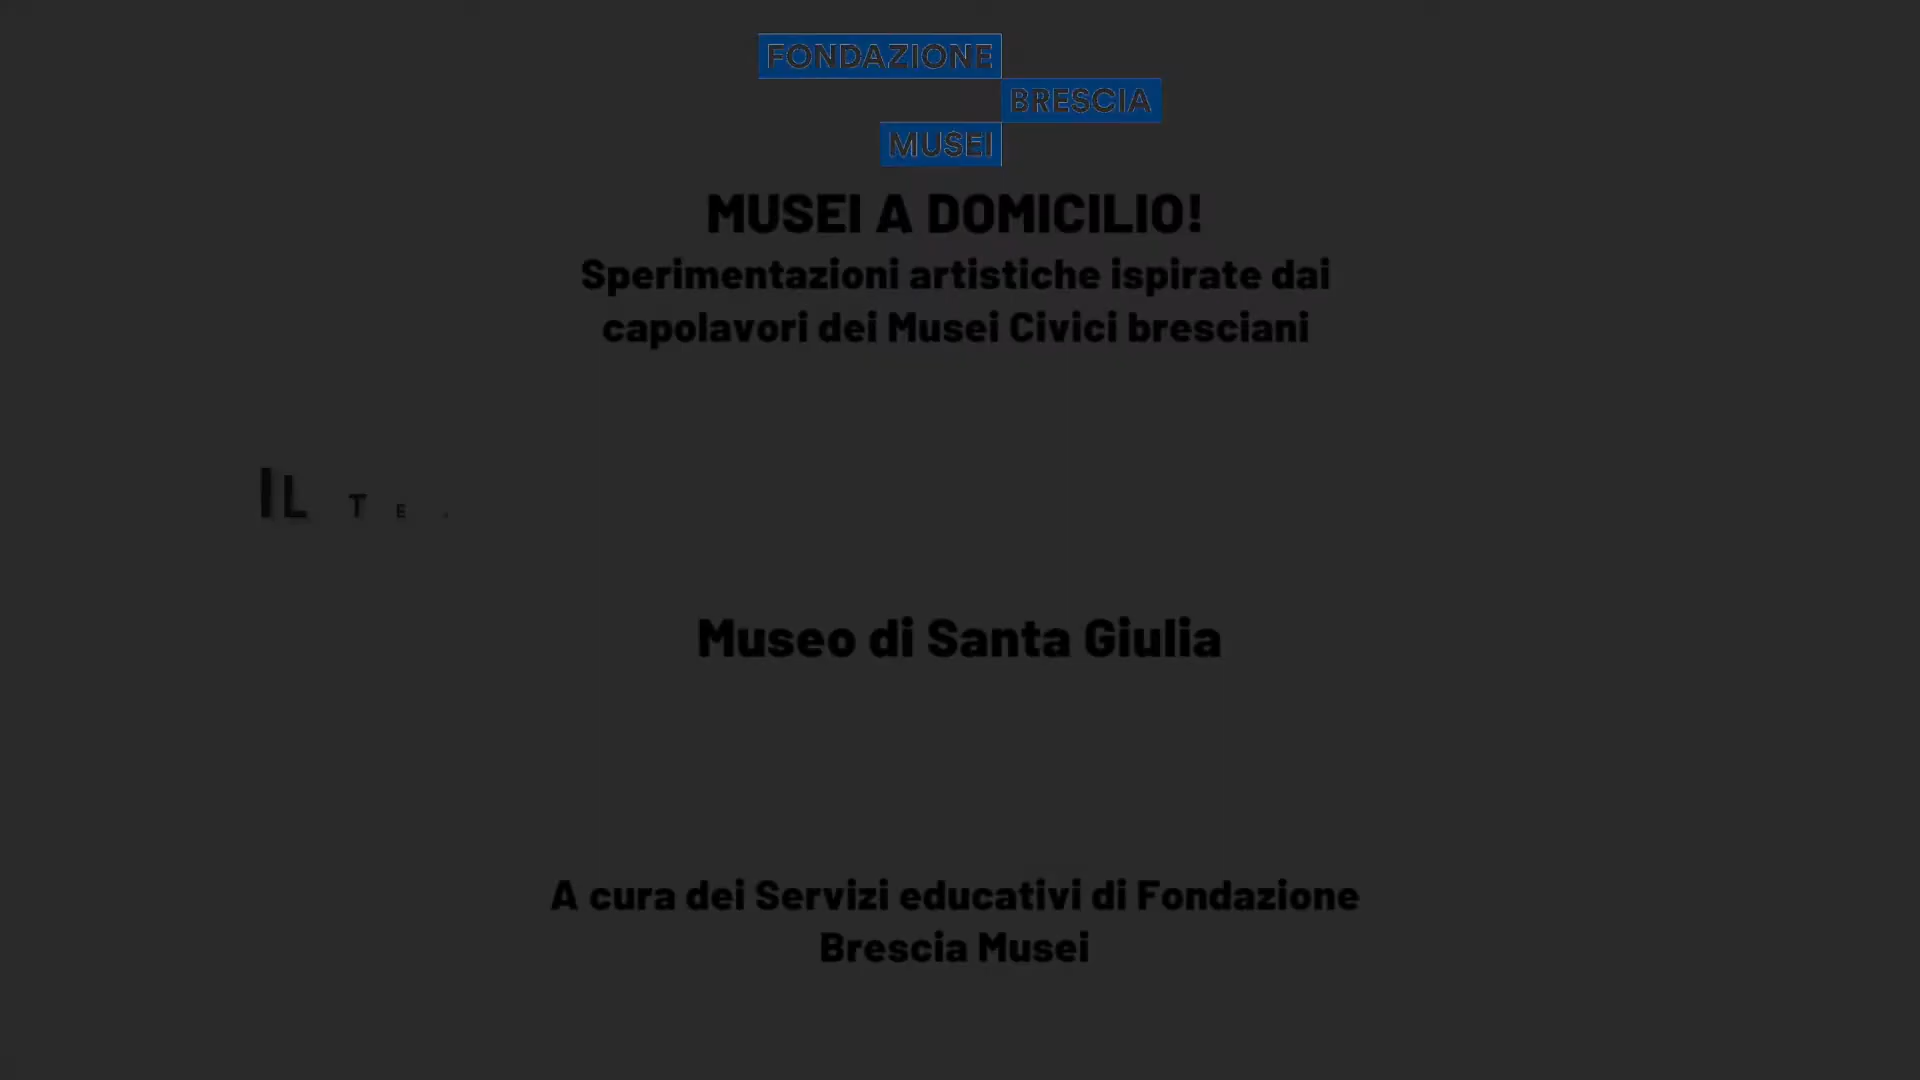 FONDAZIONE
BRESCIA
MUSEI
MUSEI A DOMICILIO!
Sperimentazioni artistiche ispirate dai
capolavori dei Musei Civici bresciani
IL TE
Museo di Santa Giulia
A cura dei Servizi educativi di Fondazione
Brescia Musei